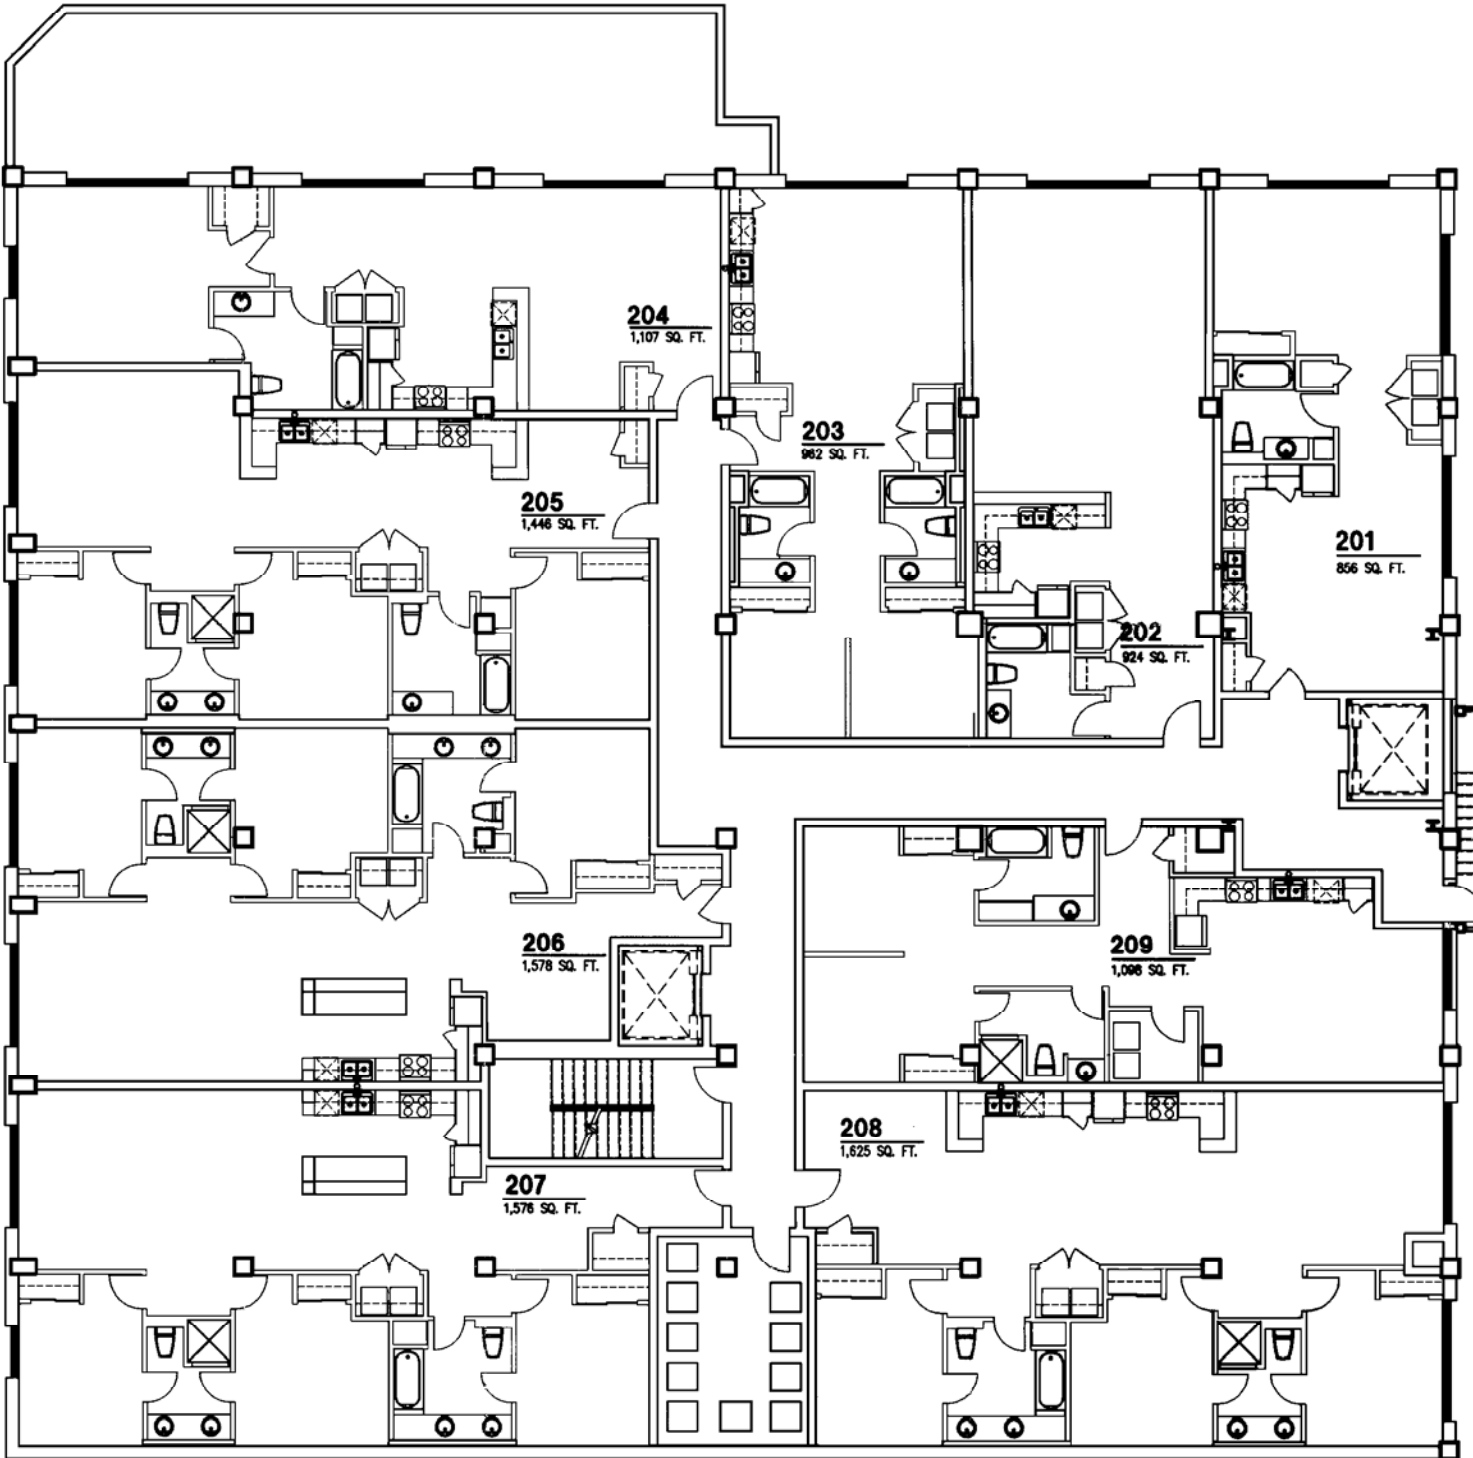 204
1,107 SQ. FT.
203
982 SQ. FT.
205
1,446 SQ. FT.
201
856 SQ. FT.
202
924 SQ. FT.
206
1,578 SQ. FT.
209
1,098 SQ. FT.
208
1,625 SQ. FT.
207
1,576 SQ. FT.